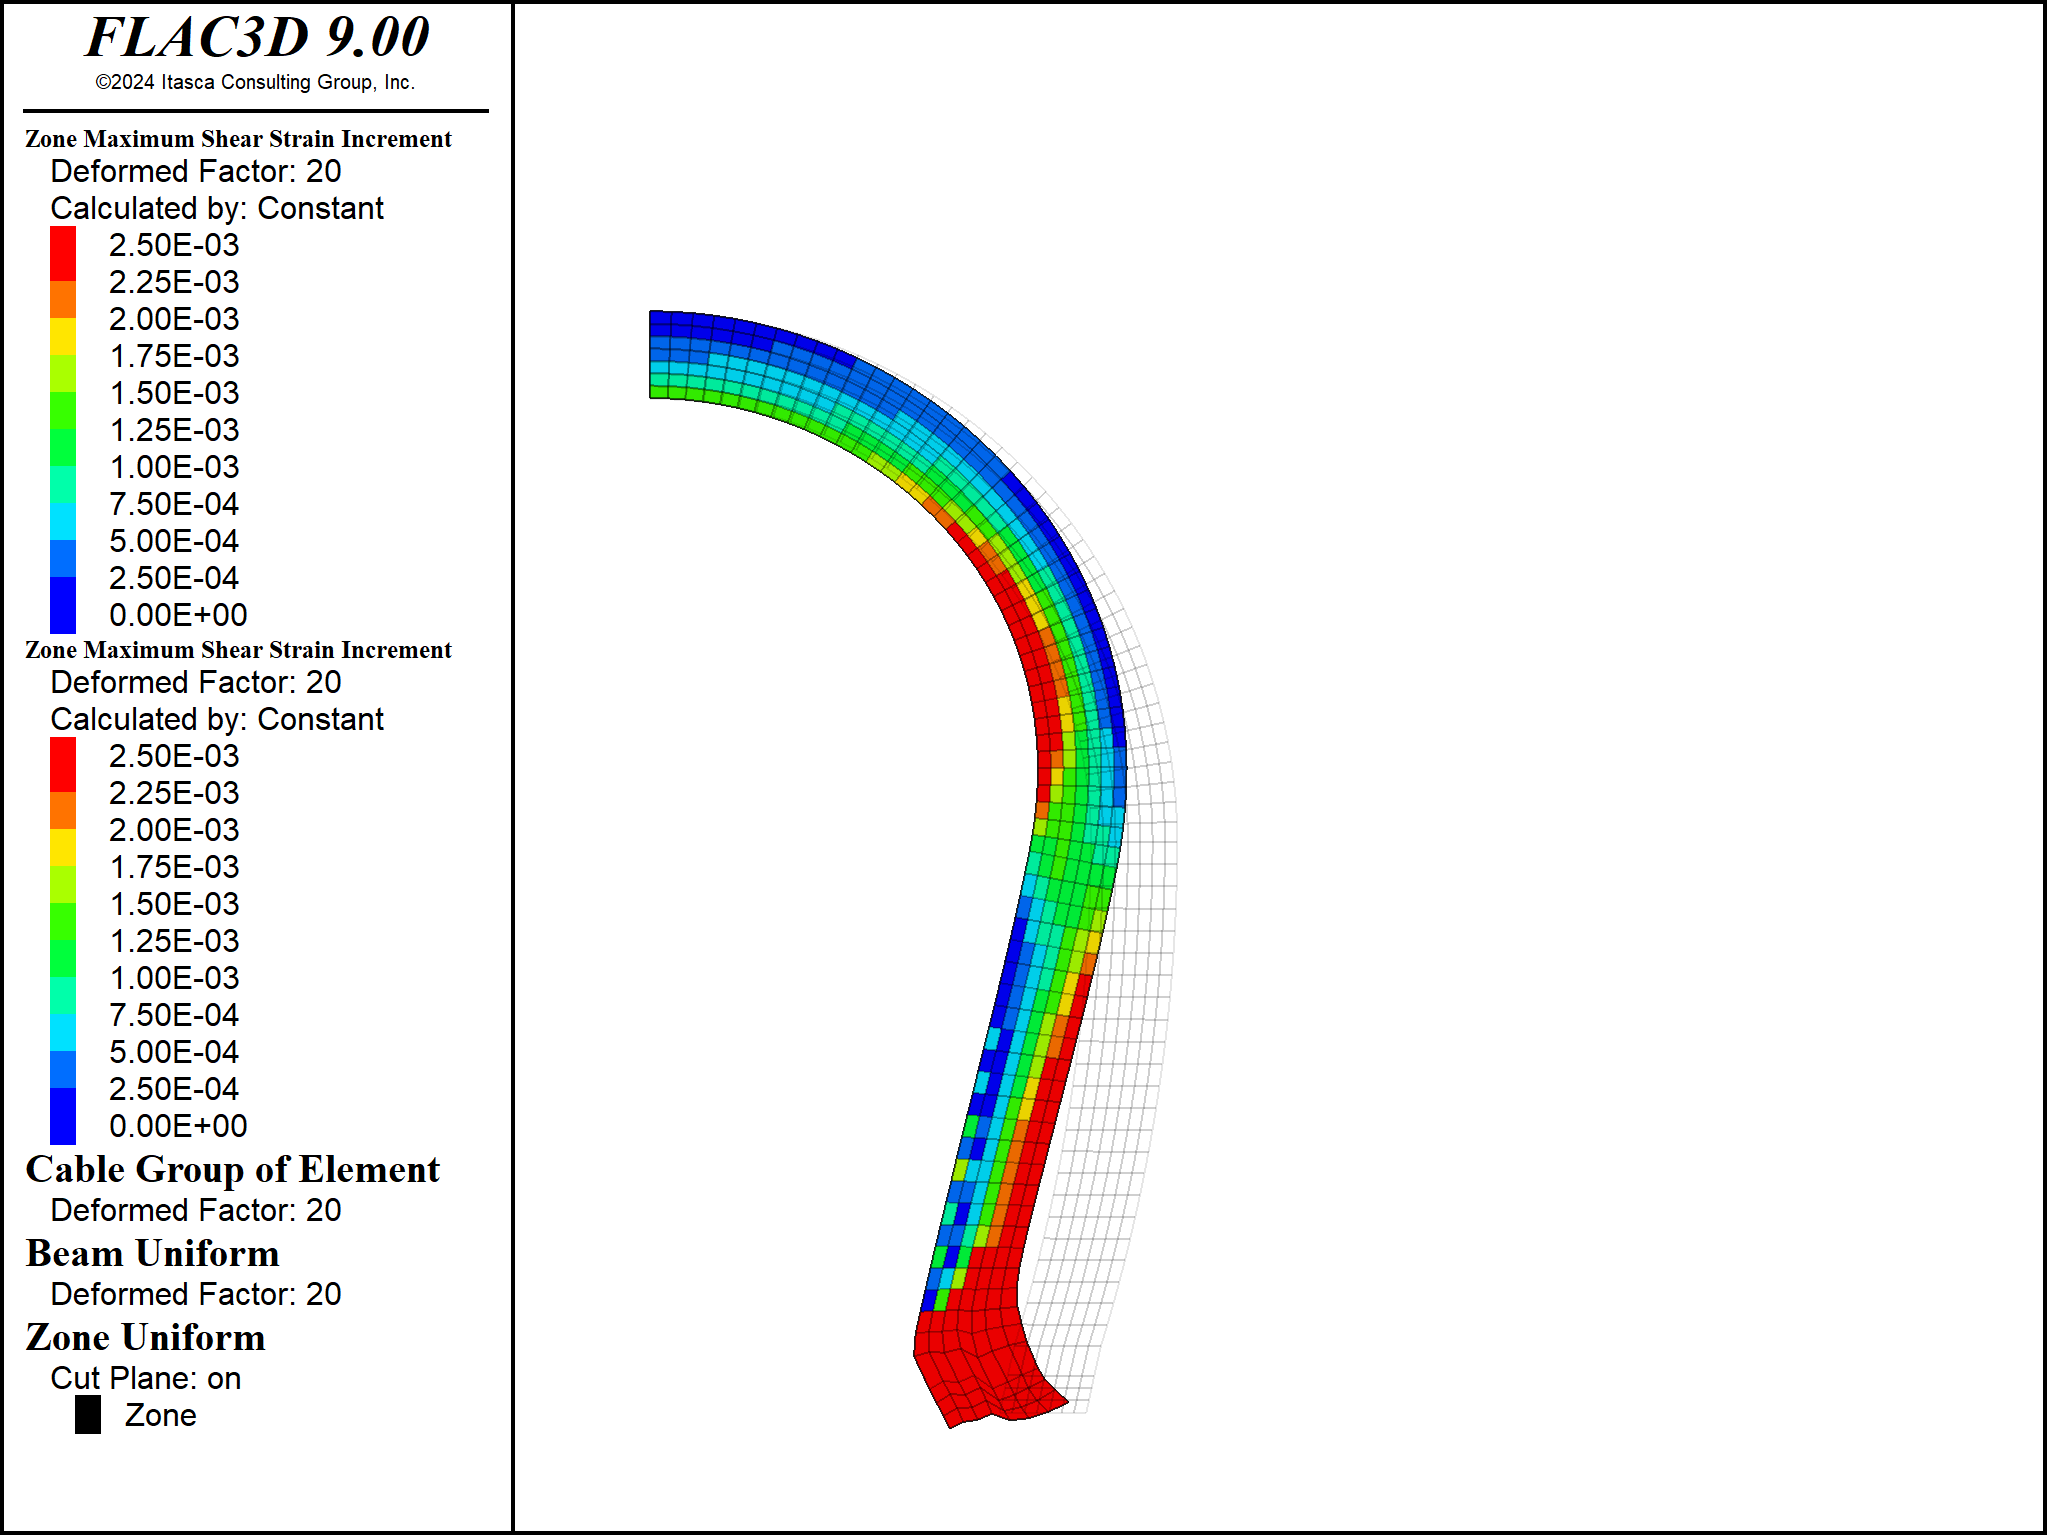 FLAC3D 9.00
©2024 Itasca Consulting Group, Inc.
Zone Maximum Shear Strain Increment
Deformed Factor: 20
Calculated by: Constant
2.50E-03
2.25E-03
2.00E-03
1.75E-03
1.50E-03
1.25E-03
1.00E-03
7.50E-04
5.00E-04
2.50E-04
0.00E+00
Zone Maximum Shear Strain Increment
Deformed Factor: 20
Calculated by: Constant
2.50E-03
2.25E-03
2.00E-03
1.75E-03
1.50E-03
1.25E-03
1.00E-03
7.50E-04
5.00E-04
2.50E-04
0.00E+00
Cable Group of Element
Deformed Factor: 20
Beam Uniform
Deformed Factor: 20
Zone Uniform
Cut Plane: on
Zone